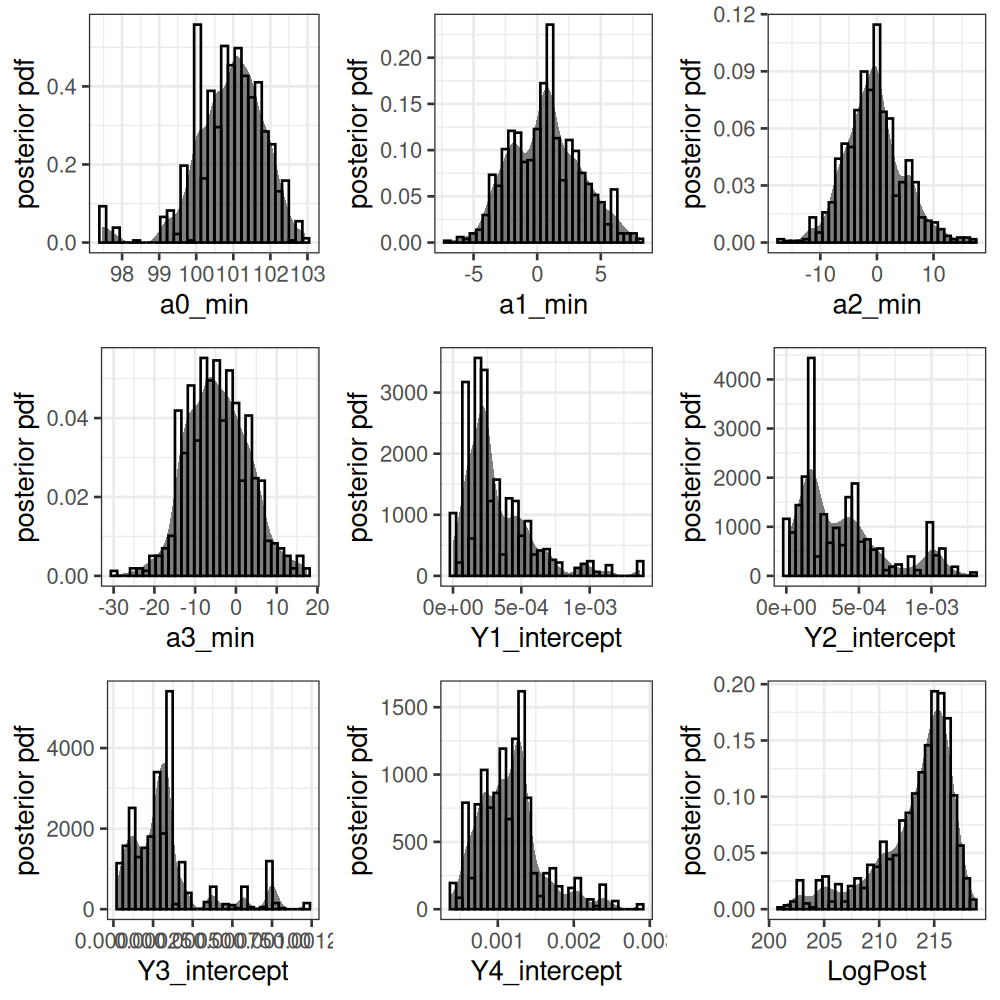 posterior pdf
0.4
0.2
0.0
98 99 100 101 102 103
a0_min
posterior pdf
0.20
0.15
0.10
0.05
0.00
-5 0 5
a1_min
posterior pdf
0.12
0.09
0.06
0.03
0.00
-10 0 10
a2_min
posterior pdf
0.04
0.02
0.00
-30 -20 -10 0 10 20
a3_min
posterior pdf
3000
2000
1000
0
0e+00 5e-04 1e-03
Y1_intercept
posterior pdf
4000
3000
2000
1000
0
0e+00 5e-04 1e-03
Y2_intercept
posterior pdf
4000
2000
0
Y3_intercept
posterior pdf
1500
1000
500
0
0.001 0.002
Y4_intercept
posterior pdf
0.20
0.15
0.10
0.05
0.00
200 205 210 215
LogPost